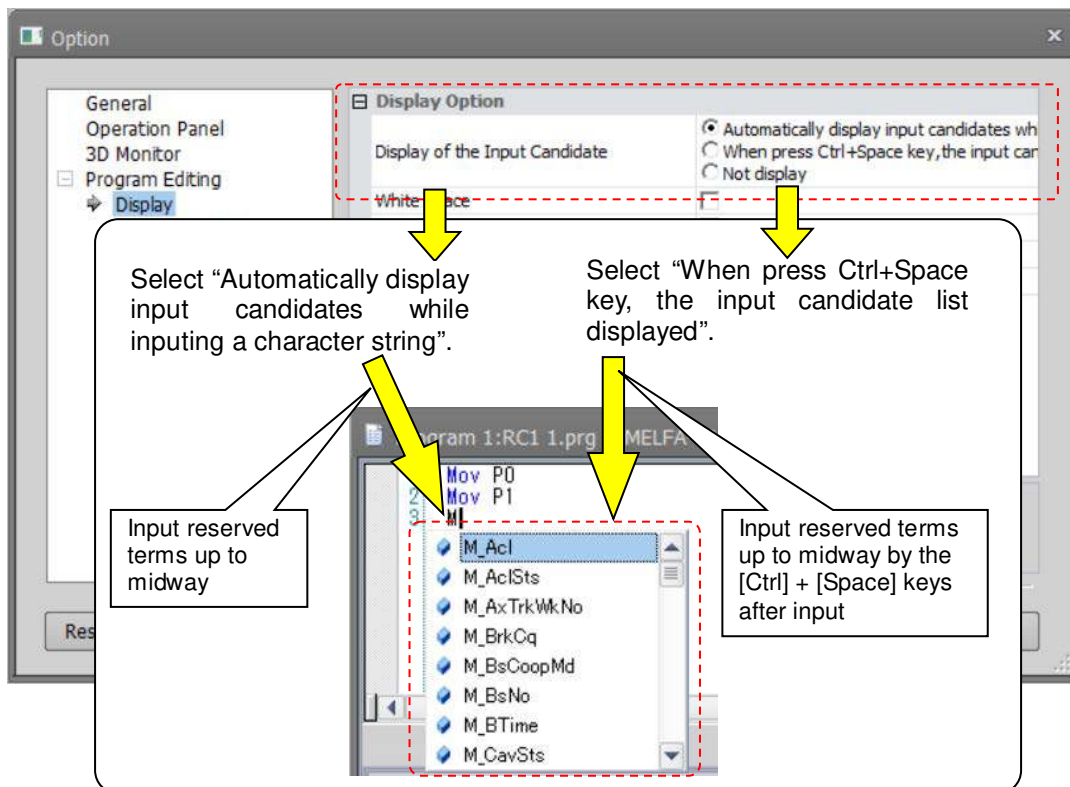 Option
General
Operation Panel
3D Monitor
Program Editing
Display
Display Option
Display of the Input Candidate
Automatically display input candidates wh
When press Ctrl+Space key,the input can
Not display
White
Select “Automatically display
input candidates while
inputing a character string”.
Select “When press Ctrl+Space
key, the input candidate list
displayed”.
1:RC1 1.prg MELFA
Mov P0
2 Mov P1
3 M
Input reserved
terms up to
midway
Input reserved terms
up to midway by the
[Ctrl] + [Space] keys
after input
M_Acl
M_AclSts
M_AxTrkWkNo
M_BrkCq
M_BsCoopMd
M_BsNo
M_BTime
M_CavSts
Res